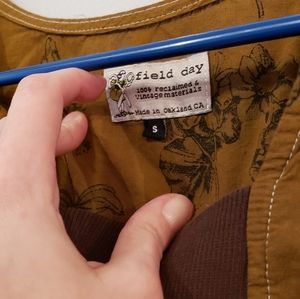 field day
100% reclaimed &
vintage materials
Made in Oakland CA
S